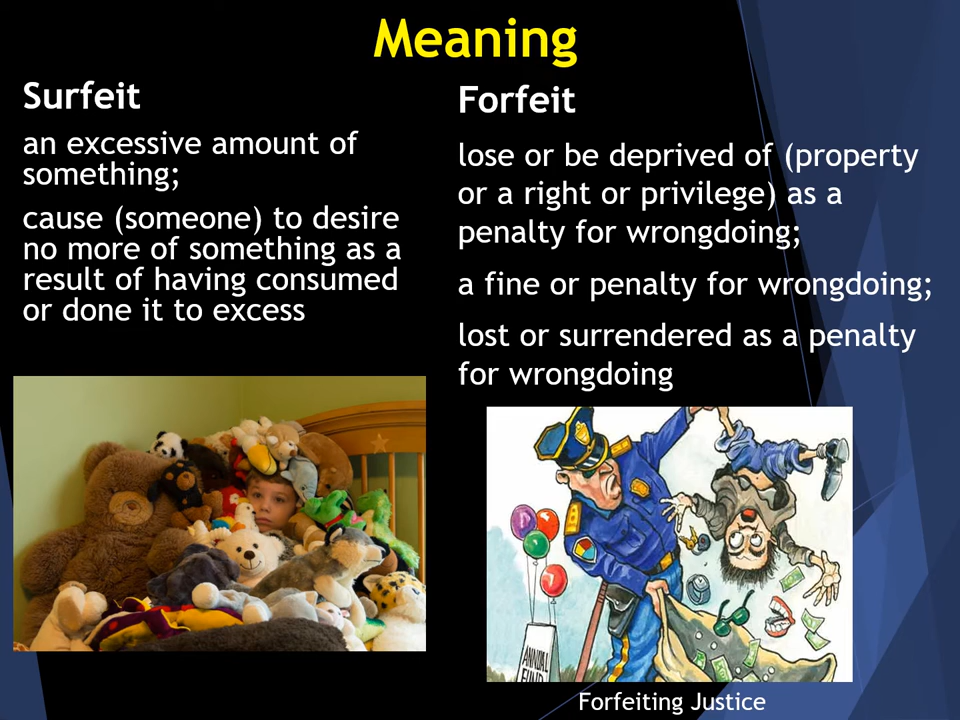 Meaning
Surfeit
an excessive amount of
something;
cause (someone) to desire
no more of something as a
result of having consumed
or done it to excess
Forfeit
lose or be deprived of (property
or a right or privilege) as a
penalty for wrongdoing;
a fine or penalty for wrongdoing;
lost or surrendered as a penalty
for wrongdoing
ANNUAL
FUND
Forfeiting Justice